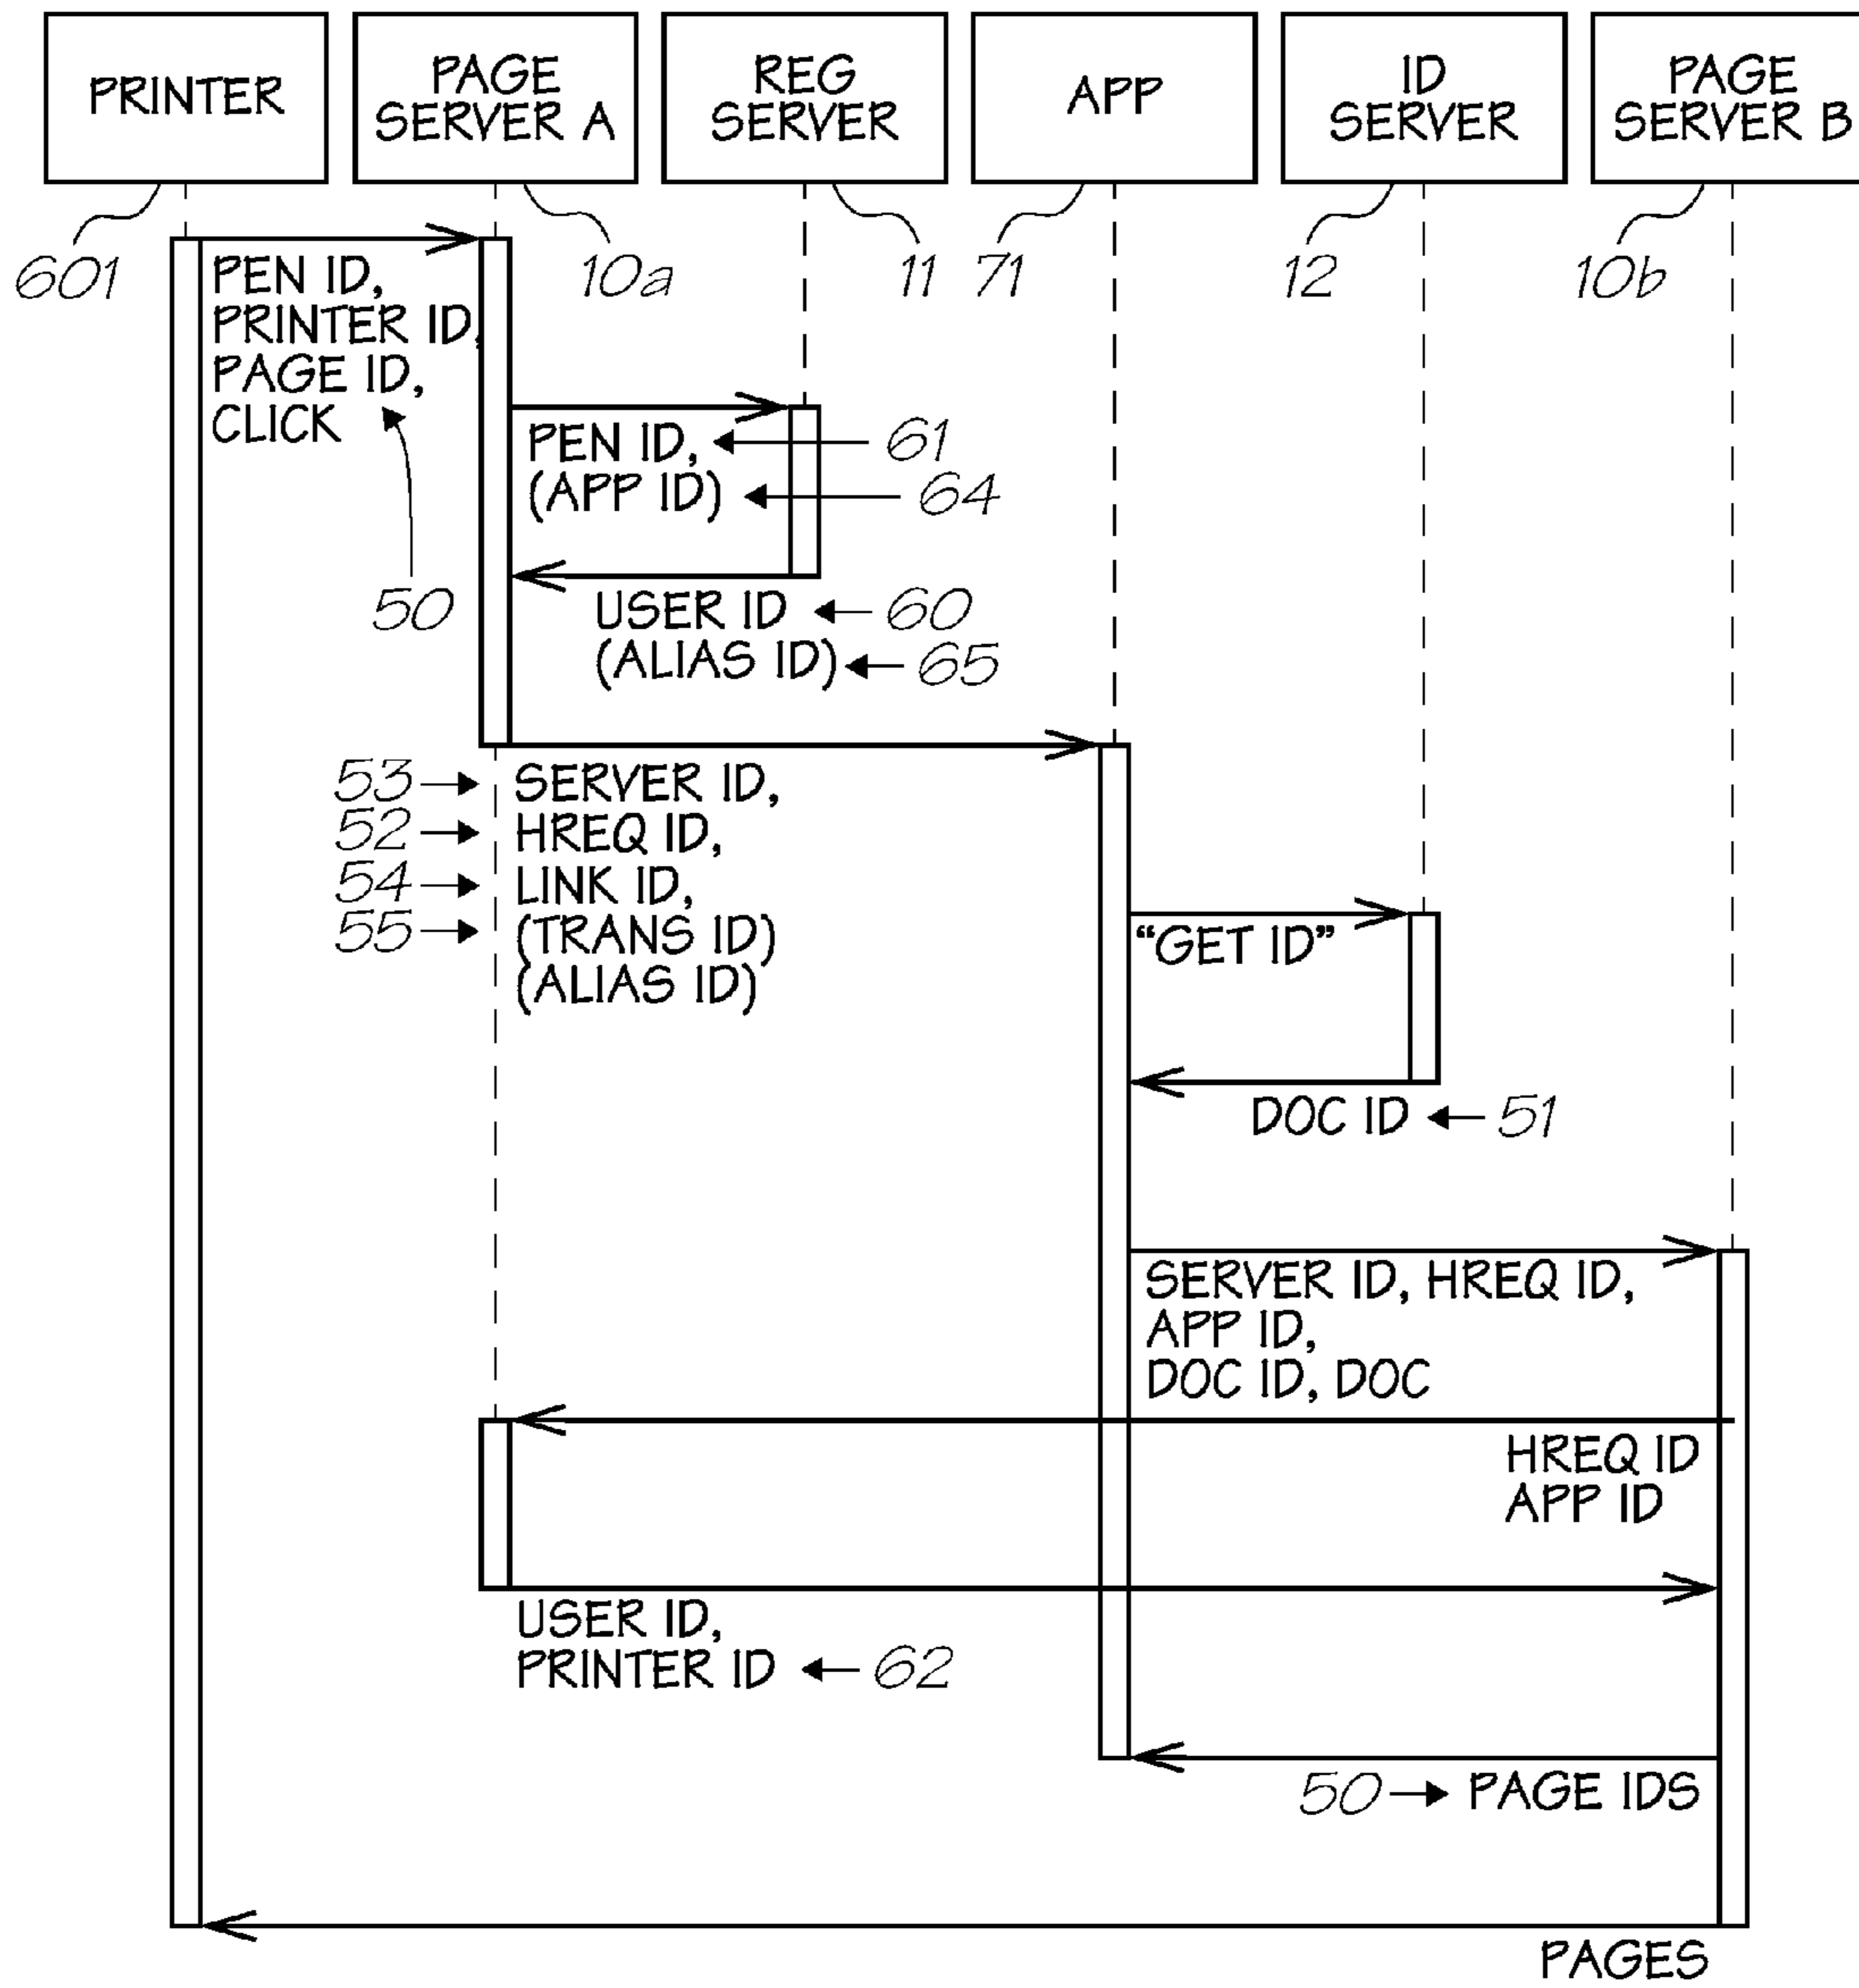 PRINTER
PAGE
SERVER A
REG
SERVER
APP
ID
SERVER
PAGE
SERVER B
601
10a
11
71
12
10b
PEN ID,
PRINTER ID,
PAGE ID,
CLICK
50
PEN ID,
61
(APP ID)
64
USER ID
60
(ALIAS ID)
65
53
SERVER ID,
52
HREQ ID,
54
LINK ID,
55
(TRANS ID)
(ALIAS ID)
“GET ID”
DOC ID
51
SERVER ID, HREQ ID,
APP ID,
DOC ID, DOC
HREQ ID
APP ID
USER ID,
PRINTER ID
62
50
PAGE IDS
PAGES